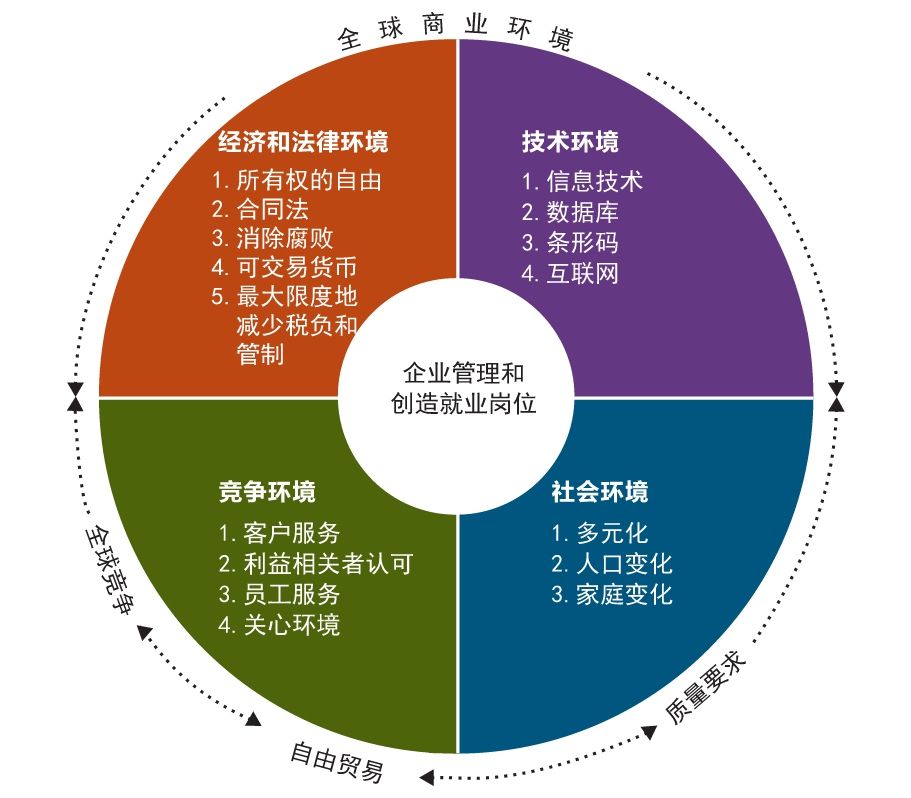 全球商业环境
经济和法律环境
1. 所有权的自由
2. 合同法
3. 消除腐败
4. 可交易货币
5. 最大限度地
减少税负和
管制
技术环境
1. 信息技术
2. 数据库
3. 条形码
4. 互联网
企业管理和
创造就业岗位
竞争环境
1. 客户服务
2. 利益相关者认可
3. 员工服务
4. 关心环境
社会环境
1. 多元化
2. 人口变化
3. 家庭变化
全球竞争
自由贸易
质量要求